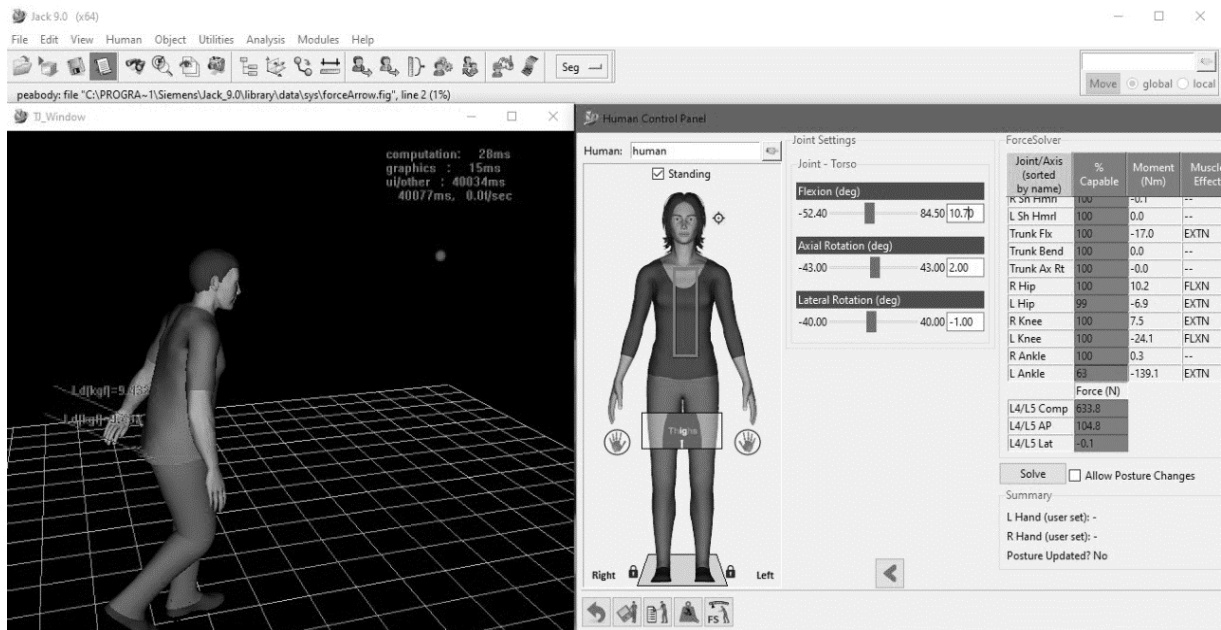 Jack 9.0 (x64)
File Edit View Human Object Utilities Analysis Modules Help
Seg
Move global local
peabody: file "C:\PROGRA~1\Siemens\Jack_9.0\library\data\sys\forceArrow.fig", line 2 (1%)
computation: 28ms
graphics : 15ms
ui/other : 40034ms
40077ms, 0.0f/sec
Human Control Panel
Human: human
Standing
Thighs
Right Left
FS
Joint Settings
Joint - Torso
Flexion (deg)
-52.40 84.50 10.70
Axial Rotation (deg)
-43.00 43.00 2.00
Lateral Rotation (deg)
-40.00 40.00 -1.00
ForceSolver
Joint/Axis (sorted by name) % Capable Moment (Nm) Muscl Effect
R Sh Hmrl 100 -0.1 --
L Sh Hmrl 100 0.0 --
Trunk Flx 100 -17.0 EXTN
Trunk Bend 100 0.0 --
Trunk Ax Rt 100 -0.0 --
R Hip 100 10.2 FLXN
L Hip 99 -6.9 EXTN
R Knee 100 7.5 EXTN
L Knee 100 -24.1 FLXN
R Ankle 100 0.3 --
L Ankle 63 -139.1 EXTN
Force (N)
L4/L5 Comp 633.8
L4/L5 AP 104.8
L4/L5 Lat -0.1
Solve Allow Posture Changes
Summary
L Hand (user set): -
R Hand (user set): -
Posture Updated? No